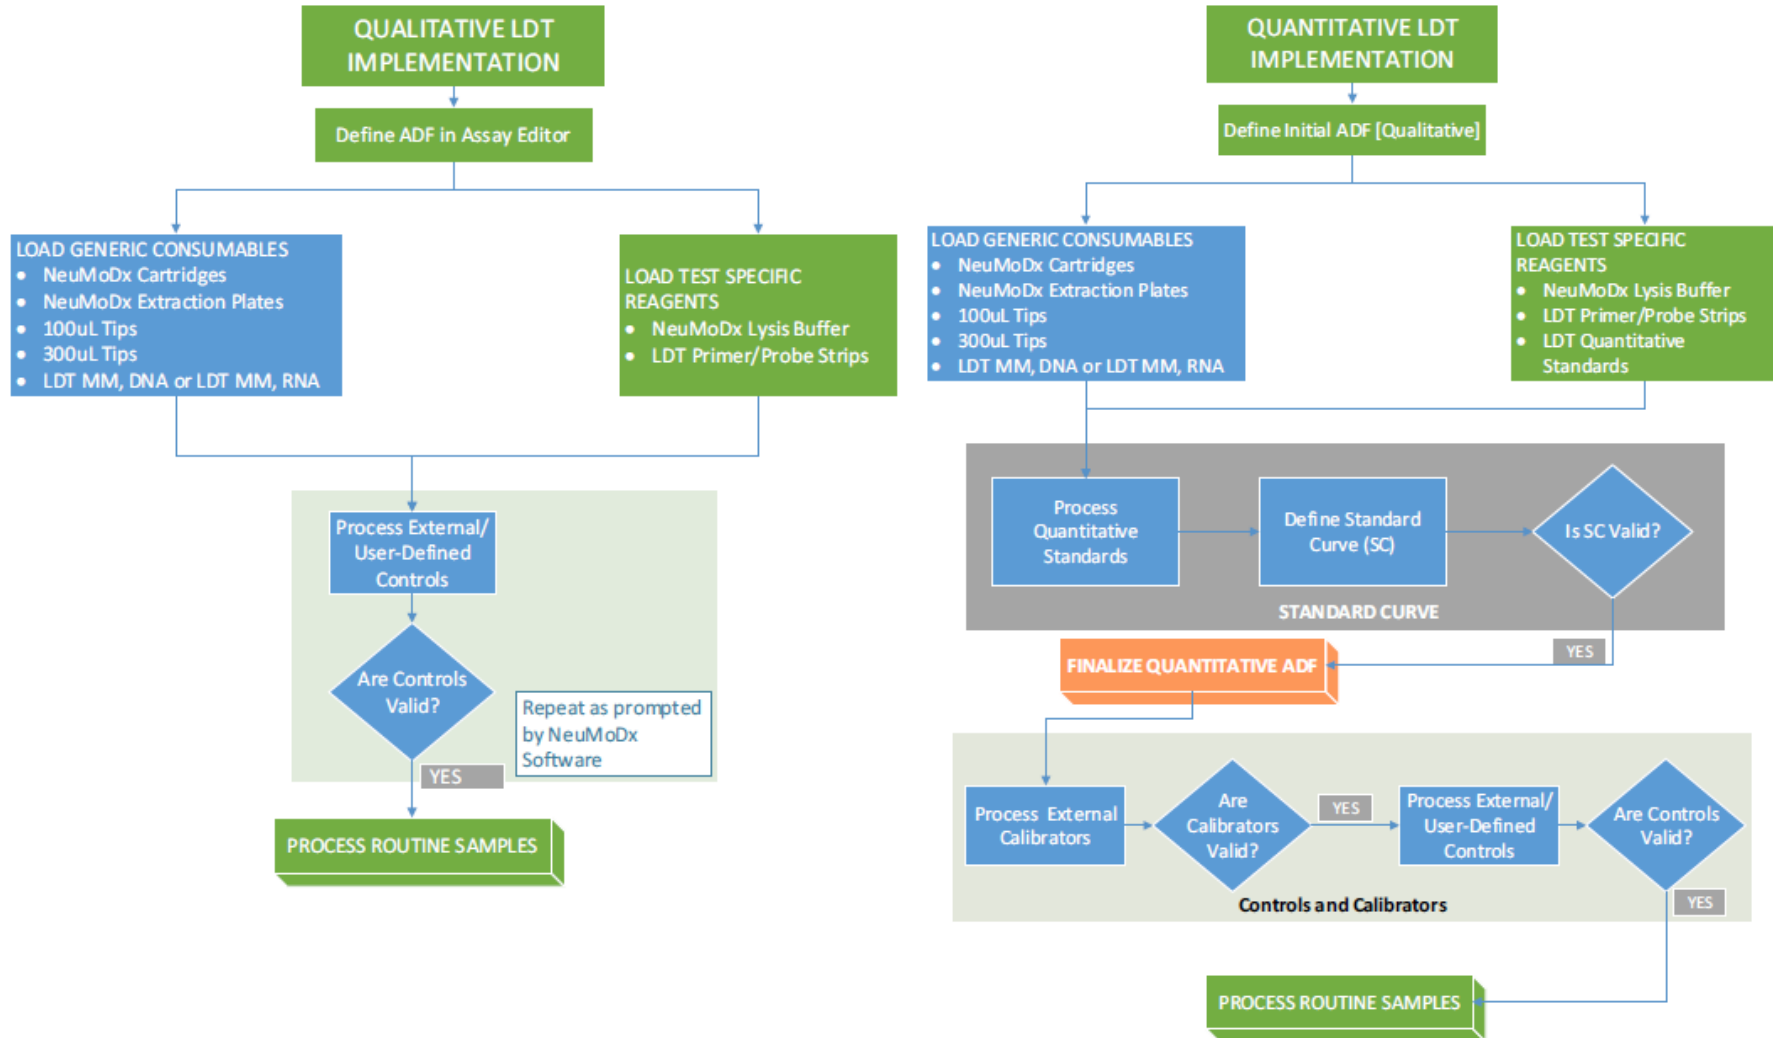 QUALITATIVE LDT
IMPLEMENTATION
Define ADF in Assay Editor
LOAD GENERIC CONSUMABLES
• NeuMoDx Cartridges
• NeuMoDx Extraction Plates
• 100uL Tips
• 300uL Tips
• LDT MM, DNA or LDT MM, RNA
LOAD TEST SPECIFIC
REAGENTS
• NeuMoDx Lysis Buffer
• LDT Primer/Probe Strips
Process External/
User-Defined
Controls
Are Controls
Valid?
Repeat as prompted
by NeuMoDx
Software
YES
PROCESS ROUTINE SAMPLES
QUANTITATIVE LDT
IMPLEMENTATION
Define Initial ADF [Qualitative]
LOAD GENERIC CONSUMABLES
• NeuMoDx Cartridges
• NeuMoDx Extraction Plates
• 100uL Tips
• 300uL Tips
• LDT MM, DNA or LDT MM, RNA
LOAD TEST SPECIFIC
REAGENTS
• NeuMoDx Lysis Buffer
• LDT Primer/Probe Strips
• LDT Quantitative
Standards
Process
Quantitative
Standards
Define Standard
Curve (SC)
Is SC Valid?
STANDARD CURVE
YES
FINALIZE QUANTITATIVE ADF
Process External
Calibrators
Are
Calibrators
Valid?
YES
Process External/
User-Defined
Controls
Are Controls
Valid?
YES
Controls and Calibrators
PROCESS ROUTINE SAMPLES